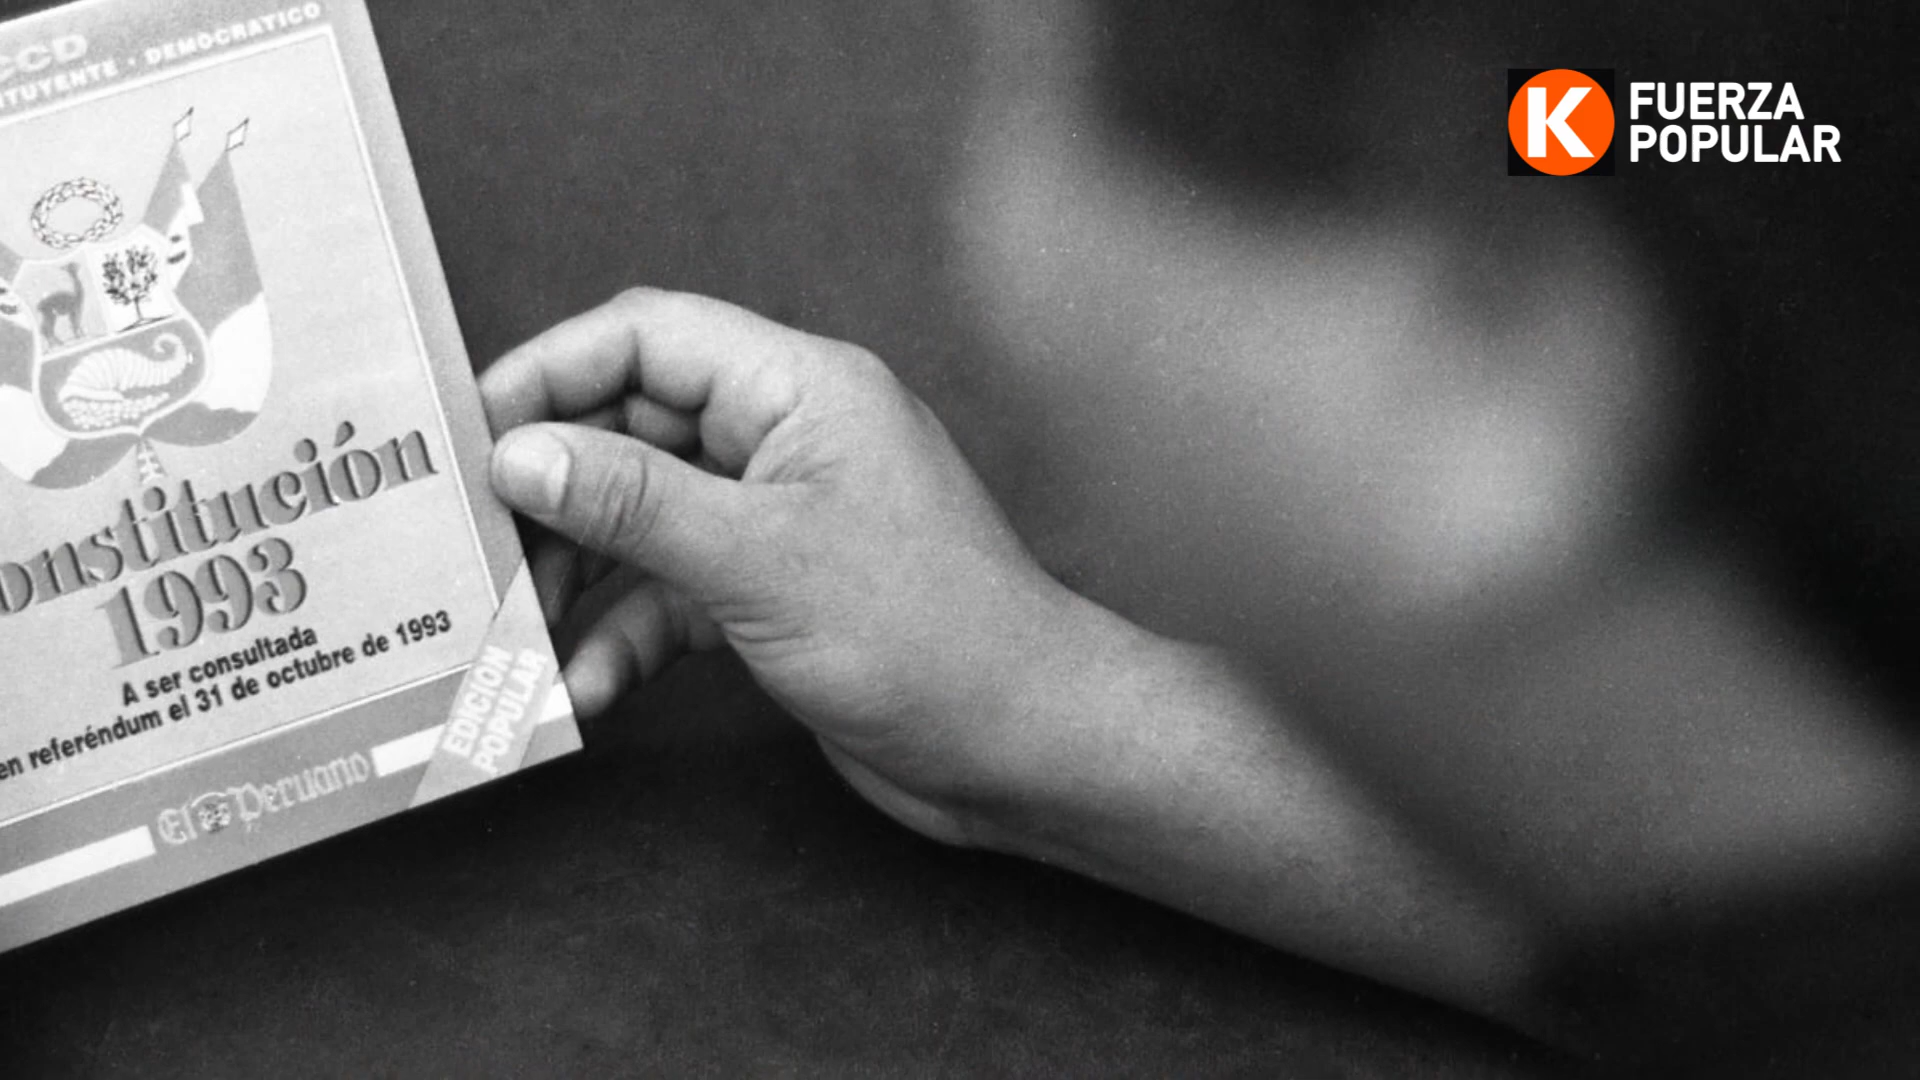 CCD
TUYENTE · DEMOCRATICO
onstitución
1993
A ser consultada
en referéndum el 31 de octubre de 1993
EDICION
POPULAR
El Peruano
K FUERZA
POPULAR